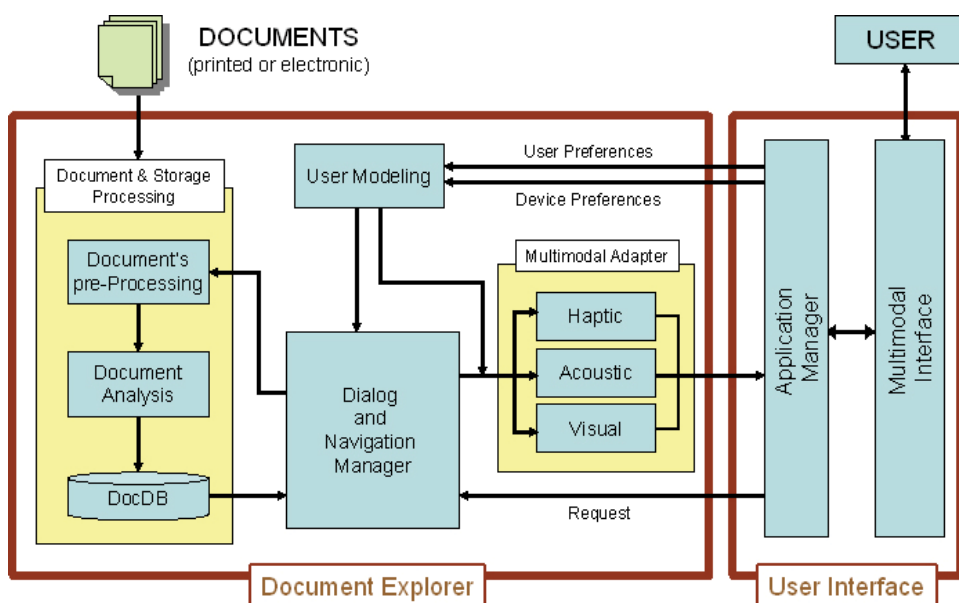 DOCUMENTS
(printed or electronic)
USER
Document & Storage
Processing
User Modeling
User Preferences
Device Preferences
Document's
pre-Processing
Multimodal Adapter
Haptic
Document
Analysis
Acoustic
Dialog
and
Navigation
Manager
Visual
DocDB
Request
Application
Manager
Multimodal
Interface
Document Explorer
User Interface